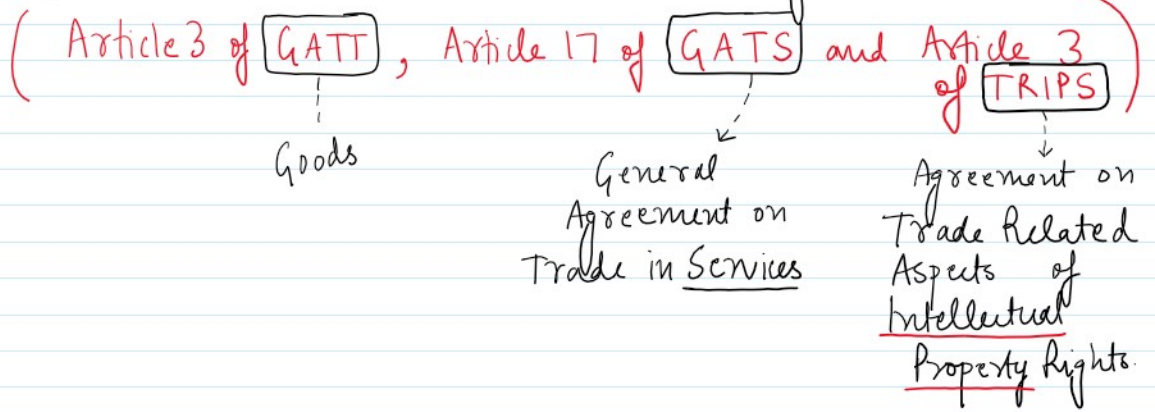 (Article 3 of GATT, Article 17 of GATS and Article 3
of TRIPS)
Goods
General
Agreement on
Trade in Services
Agreement on
Trade Related
Aspects of
Intellectual
Property Rights.